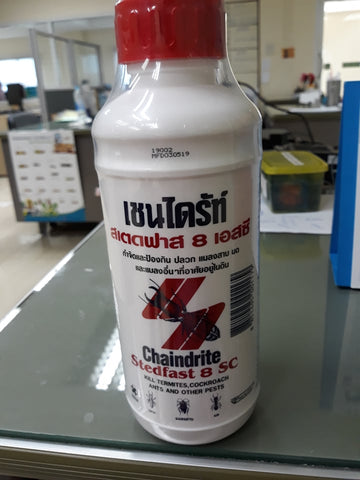 19002
MFD030519
เชนไดร้ท์
สเตดฟาส 8 เอสซี
กำจัดและป้องกัน ปลวก แมลงสาบ มด
และแมลงอื่นๆที่อาศัยอยู่ในดิน
Chaindrite
Stedfast 8 SC
KILL TERMITES,COCKROACH
ANTS AND OTHER PESTS